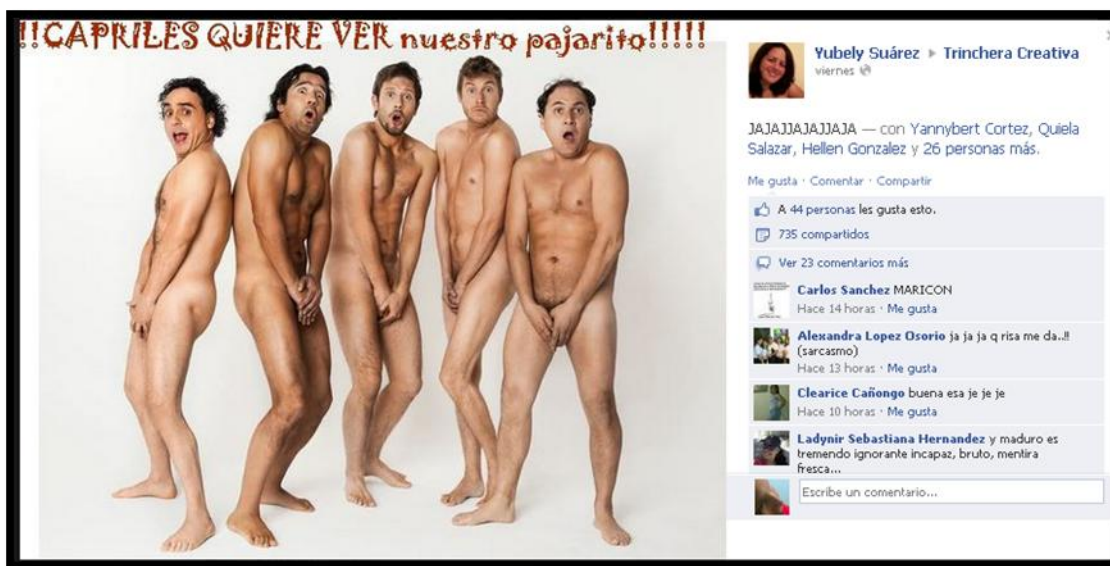 !!CAPRILES QUIERE VER nuestro pajarito!!!!!
Yubely Suárez ▶ Trinchera Creativa
viernes
JAJAJJAJAJJAJA — con Yannybert Cortez, Quiela
Salazar, Hellen Gonzalez y 26 personas más.
Me gusta · Comentar · Compartir
A 44 personas les gusta esto.
735 compartidos
Ver 23 comentarios más
Carlos Sanchez MARICON
Hace 14 horas · Me gusta
Alexandra Lopez Osorio ja ja ja q risa me da..!!
(sarcasmo)
Hace 13 horas · Me gusta
Clearice Cañongo buena esa je je je
Hace 10 horas · Me gusta
Ladynir Sebastiana Hernandez y maduro es
tremendo ignorante incapaz, bruto, mentira
fresca...
Escribe un comentario...